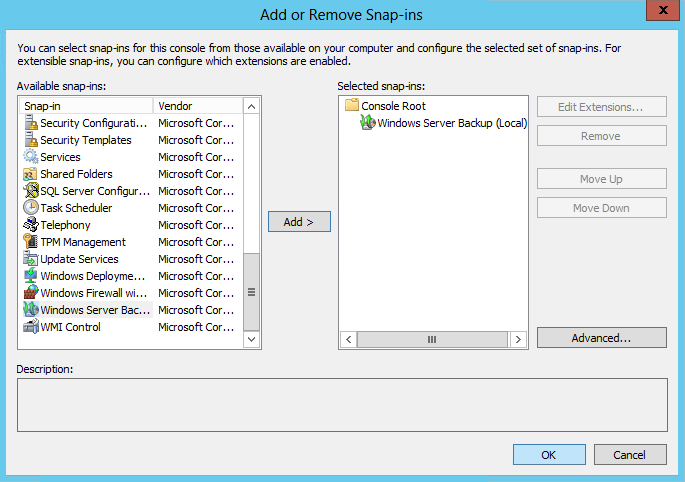 Add or Remove Snap-ins
x
You can select snap-ins for this console from those available on your computer and configure the selected set of snap-ins. For
extensible snap-ins, you can configure which extensions are enabled.
Available snap-ins:
Snap-in Vendor
Security Configurati... Microsoft Cor...
Security Templates Microsoft Cor...
Services Microsoft Cor...
Shared Folders Microsoft Cor...
SQL Server Configur... Microsoft Cor...
Task Scheduler Microsoft Cor...
Telephony Microsoft Cor...
TPM Management Microsoft Cor...
Update Services Microsoft Cor...
Windows Deployme... Microsoft Cor...
Windows Firewall wi... Microsoft Cor...
Windows Server Bac... Microsoft Cor...
WMI Control Microsoft Cor...
Add >
Selected snap-ins:
Console Root
Windows Server Backup (Local)
Edit Extensions...
Remove
Move Up
Move Down
Advanced...
Description:
OK
Cancel